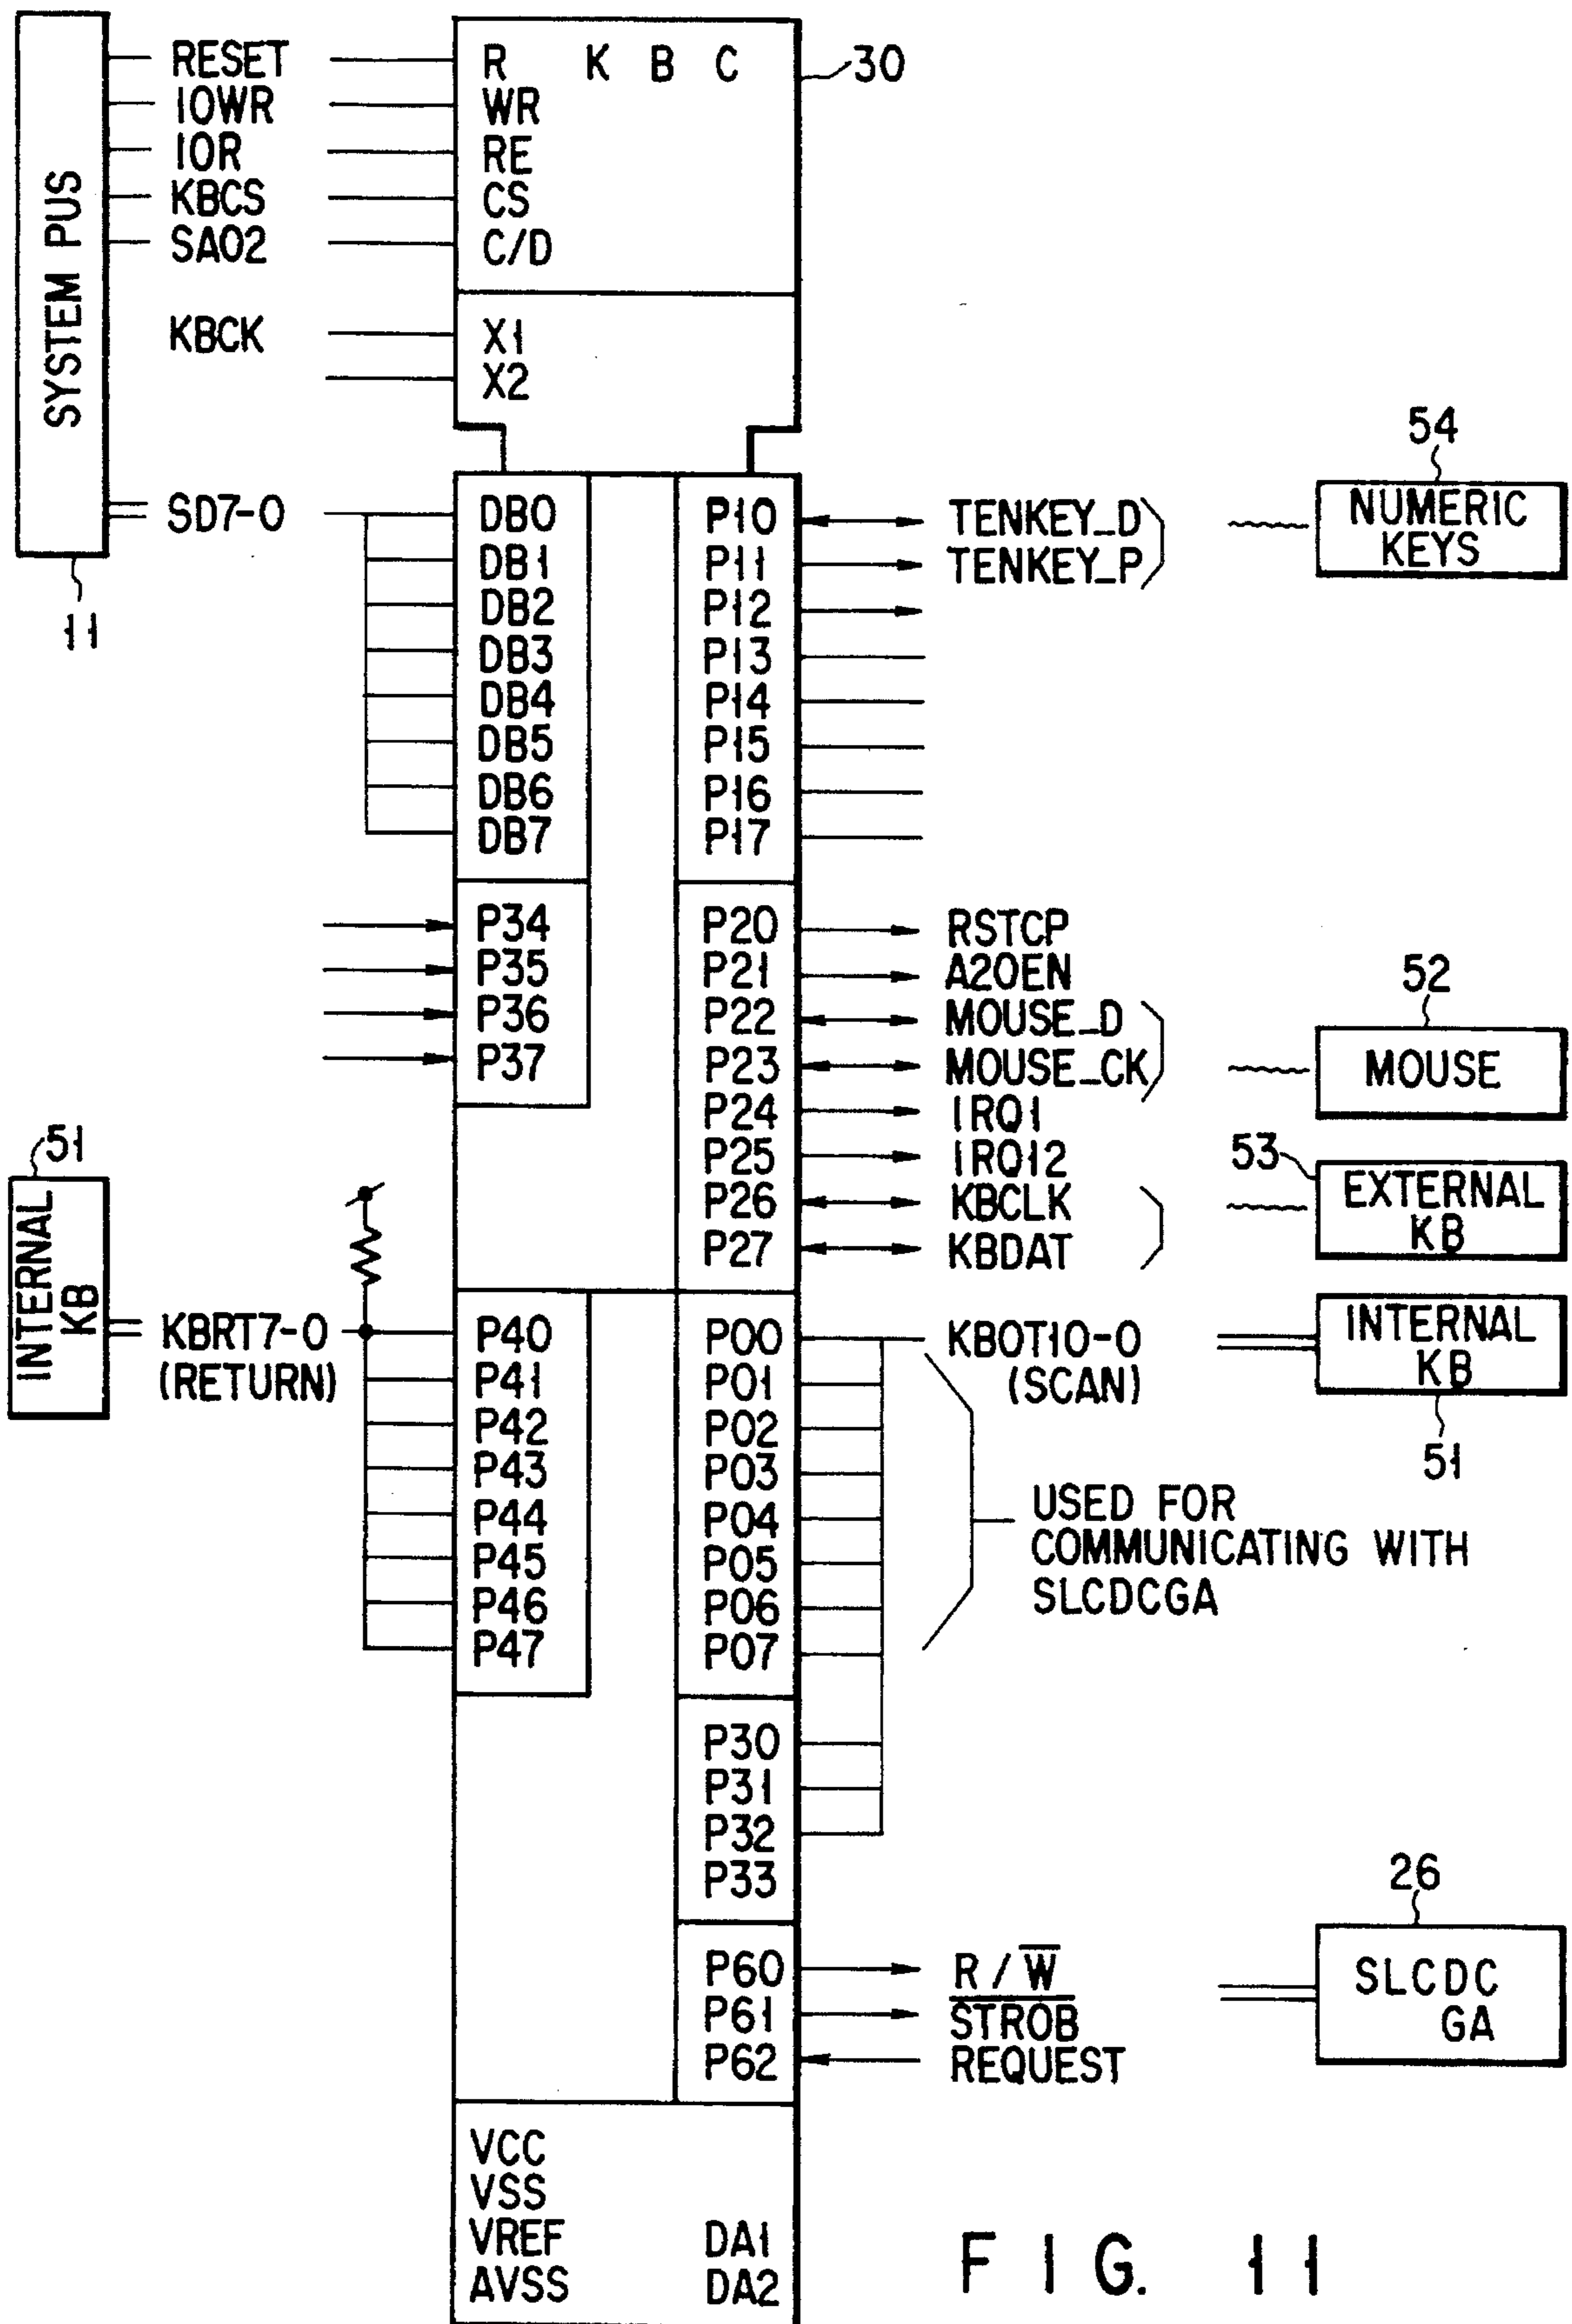 RESET R K B C 30
IOWR WR
IOR RE
KBCS CS
SA02 C/D
SYSTEM PUS
11
KBCK X1
X2
54
SD7-0 DB0 P10 TENKEY_D NUMERIC
KEYS
DB1 P11 TENKEY_P
DB2 P12
DB3 P13
DB4 P14
DB5 P15
DB6 P16
DB7 P17
P34 P20 RSTCP
P35 P21 A20EN
52
P36 P22 MOUSE_D
P37 P23 MOUSE_CK MOUSE
P24 IRQ1
P25 IRQ12
53
P26 KBCLK EXTERNAL
KB
P27 KBDAT
51
INTERNAL
KB
KBRT7-0 P40 P00 KBOT10-0 INTERNAL
KB
(RETURN) P41 P01 (SCAN)
51
P42 P02
P43 P03
P44 P04 USED FOR
P45 P05 COMMUNICATING WITH
P46 P06 SLCDCGA
P47 P07
P30
P31
P32
P33
26
P60 R/W̅ SLCDC
GA
P61 S̅T̅R̅O̅B̅
P62 REQUEST
VCC
VSS
VREF DA1
AVSS DA2
FIG. 11